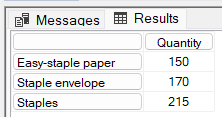 Messages Results
Quantity
Easy-staple paper 150
Staple envelope 170
Staples 215